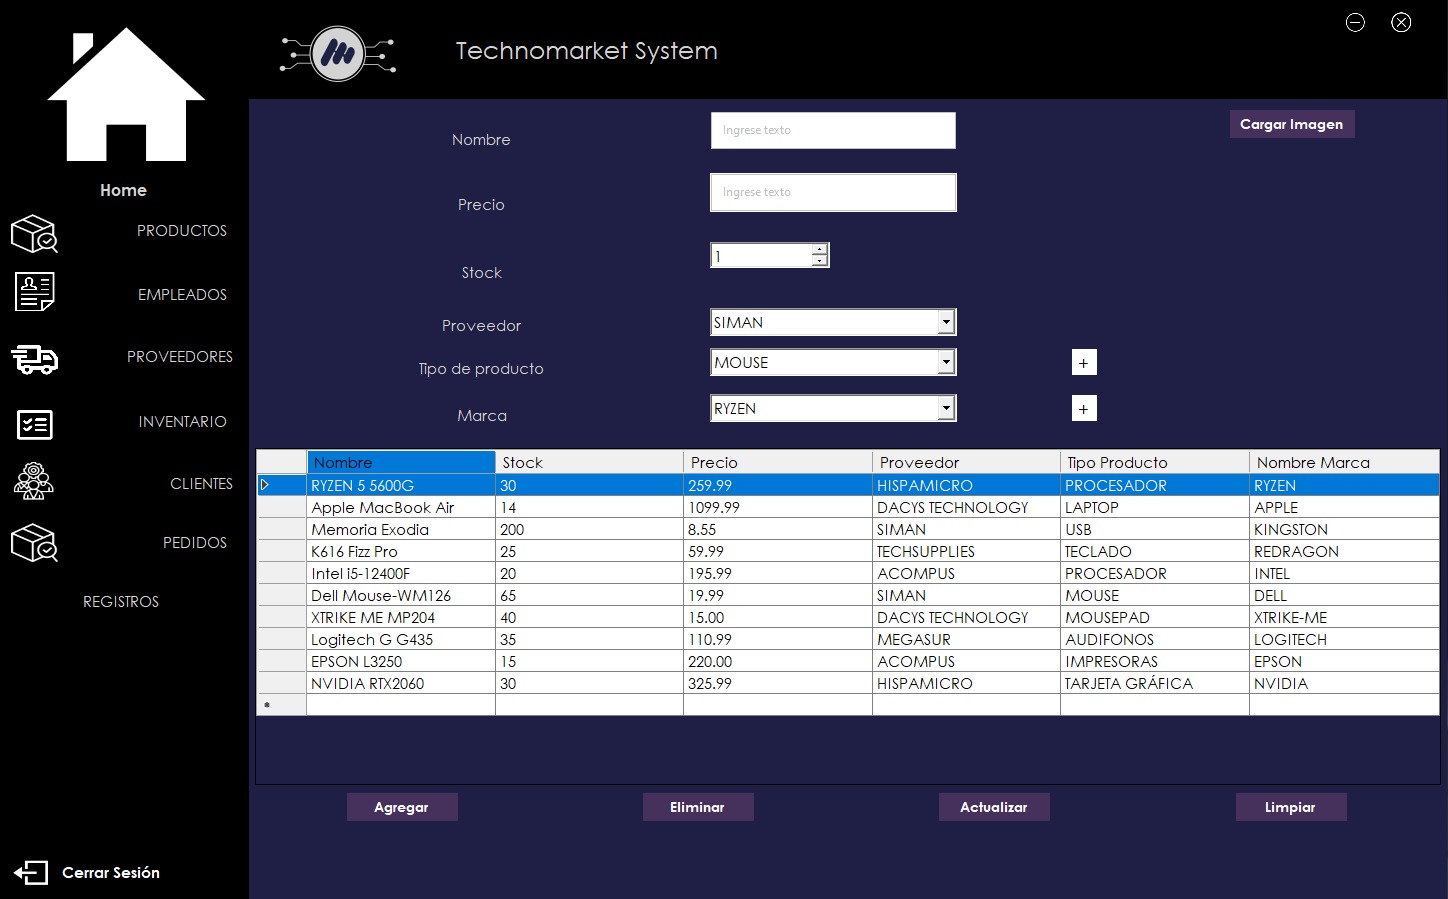 Technomarket System
Home
PRODUCTOS
EMPLEADOS
PROVEEDORES
INVENTARIO
CLIENTES
PEDIDOS
REGISTROS
Cerrar Sesión
Nombre
Ingrese texto
Cargar Imagen
Precio
Ingrese texto
Stock
1
Proveedor
SIMAN
Tipo de producto
MOUSE
+
Marca
RYZEN
+
Nombre Stock Precio Proveedor Tipo Producto Nombre Marca
RYZEN 5 5600G 30 259.99 HISPAMICRO PROCESADOR RYZEN
Apple MacBook Air 14 1099.99 DACYS TECHNOLOGY LAPTOP APPLE
Memoria Exodia 200 8.55 SIMAN USB KINGSTON
K616 Fizz Pro 25 59.99 TECHSUPPLIES TECLADO REDRAGON
Intel i5-12400F 20 195.99 ACOMPUS PROCESADOR INTEL
Dell Mouse-WM126 65 19.99 SIMAN MOUSE DELL
XTRIKE ME MP204 40 15.00 DACYS TECHNOLOGY MOUSEPAD XTRIKE-ME
Logitech G G435 35 110.99 MEGASUR AUDIFONOS LOGITECH
EPSON L3250 15 220.00 ACOMPUS IMPRESORAS EPSON
NVIDIA RTX2060 30 325.99 HISPAMICRO TARJETA GRÁFICA NVIDIA
*
Agregar Eliminar Actualizar Limpiar